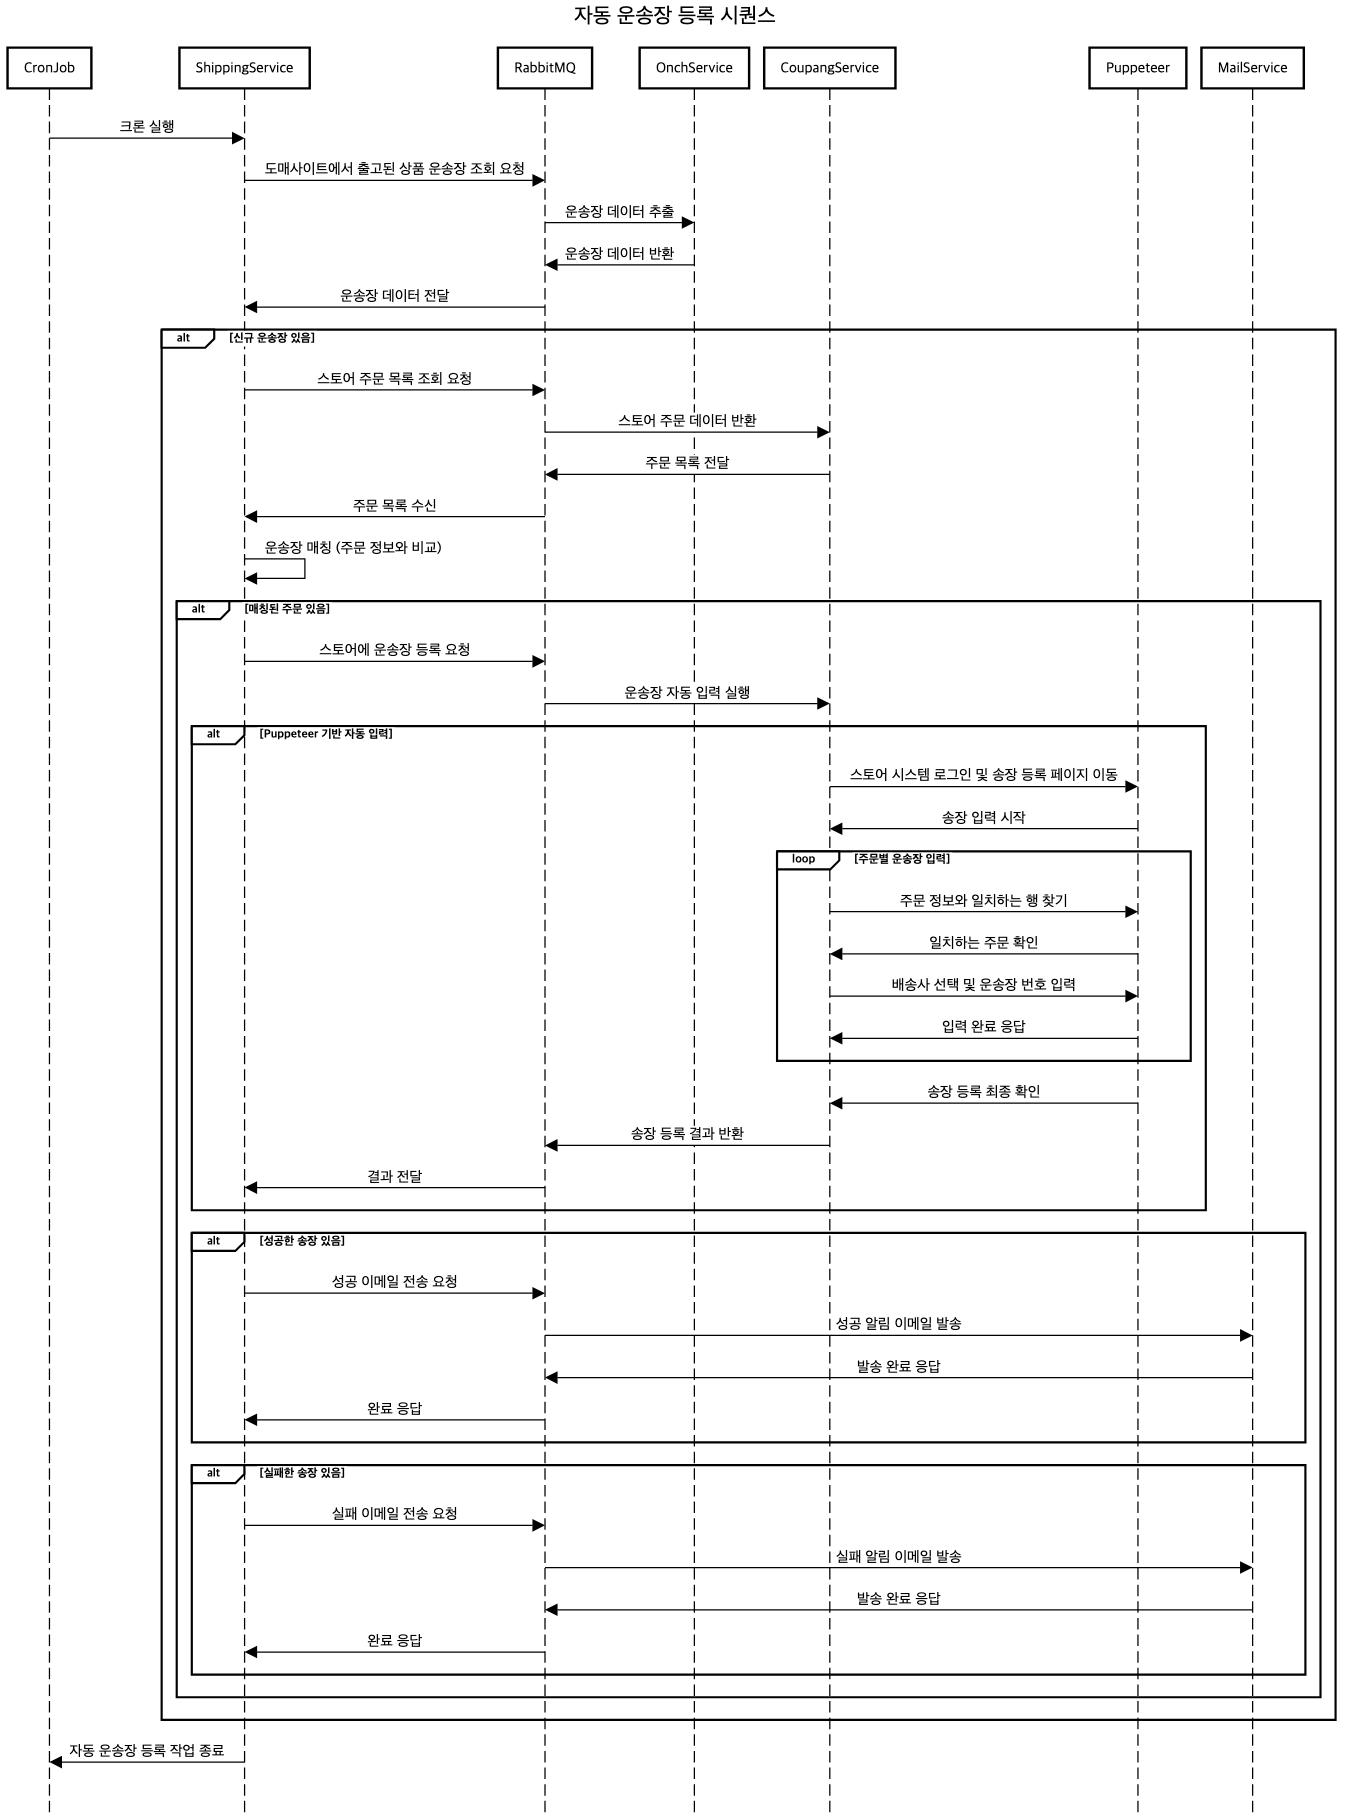 자동 운송장 등록 시퀀스
CronJob
ShippingService
RabbitMQ
OnchService
CoupangService
Puppeteer
MailService
크론 실행
도매사이트에서 출고된 상품 운송장 조회 요청
운송장 데이터 추출
운송장 데이터 반환
운송장 데이터 전달
alt
[신규 운송장 있음]
스토어 주문 목록 조회 요청
스토어 주문 데이터 반환
주문 목록 전달
주문 목록 수신
운송장 매칭 (주문 정보와 비교)
alt
[매칭된 주문 있음]
스토어에 운송장 등록 요청
운송장 자동 입력 실행
alt
[Puppeteer 기반 자동 입력]
스토어 시스템 로그인 및 송장 등록 페이지 이동
송장 입력 시작
loop
[주문별 운송장 입력]
주문 정보와 일치하는 행 찾기
일치하는 주문 확인
배송사 선택 및 운송장 번호 입력
입력 완료 응답
송장 등록 최종 확인
송장 등록 결과 반환
결과 전달
alt
[성공한 송장 있음]
성공 이메일 전송 요청
성공 알림 이메일 발송
발송 완료 응답
완료 응답
alt
[실패한 송장 있음]
실패 이메일 전송 요청
실패 알림 이메일 발송
발송 완료 응답
완료 응답
자동 운송장 등록 작업 종료